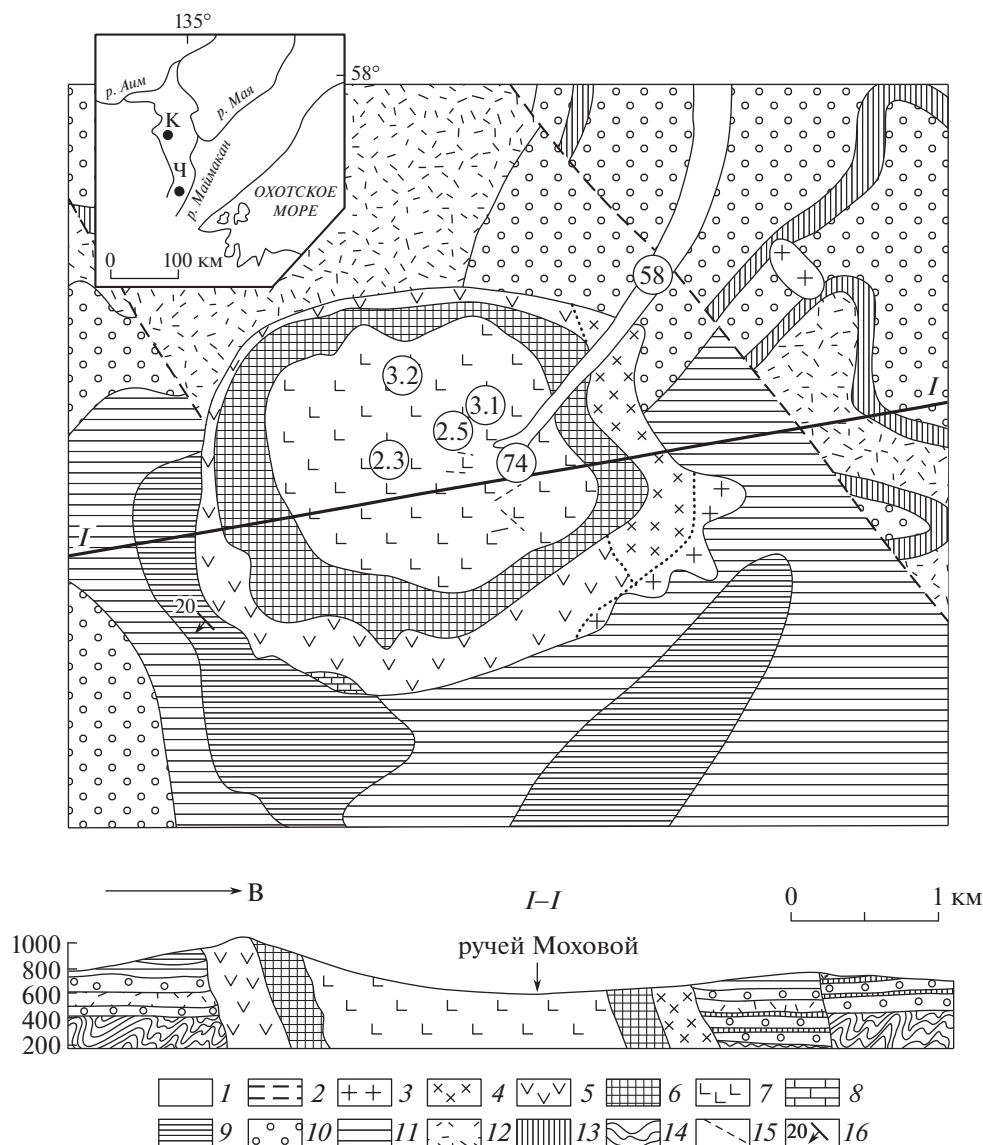 135°
58°
р. Аим
р. Мая
К
Ч
р. Маймакан
ОХОТСКОЕ
МОРЕ
0 100 км
58
3.2
3.1
2.5
2.3
74
I
I
20
В
I–I
0 1 км
ручей Моховой
1000
800
600
400
200
1 2 3 4 5 6 7 8
9 10 11 12 13 14 15 20 16